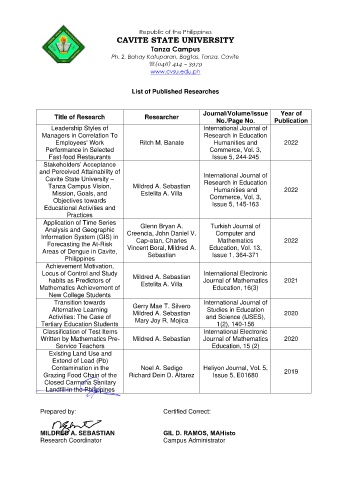 Republic of the Philippines
CAVITE STATE UNIVERSITY
Tanza Campus
Ph. 2, Bahay Katuparan, Bagtas, Tanza, Cavite
☎(046) 414 – 3979
www.cvsu.edu.ph
List of Published Researches
Title of Research
Researcher
Journal/Volume/Issue No./Page No.
Year of Publication
Leadership Styles of
Managers in Correlation To
Employees' Work
Performance in Selected
Fast food Restaurants
Ritch M. Banate
International Journal of
Research in Education
Humanities and
Commerce, Vol. 3,
Issue 5, 244-245
2022
Stakeholders' Acceptance
and Perceived Attainability of
Cavite State University –
Tanza Campus Vision,
Mission, Goals, and
Objectives towards
Educational Activities and
Practices
Mildred A. Sebastian
Estelita A. Villa
International Journal of
Research in Education
Humanities and
Commerce, Vol. 3,
Issue 5, 145-163
2022
Application of Time Series
Analysis and Geographic
Information System (GIS) in
Forecasting the At-Risk
Areas of Dengue in Cavite,
Philippines
Glenn Bryan A.
Creencia, John Daniel V.
Cap-atan, Charles
Vincent Boral, Mildred A.
Sebastian
Turkish Journal of
Computer and
Mathematics
Education, Vol. 13,
Issue 1, 364-371
2022
Achievement Motivation,
Locus of Control and Study
habits as Predictors of
Mathematics Achievement of
New College Students
Mildred A. Sebastian
Estelita A. Villa
International Electronic
Journal of Mathematics
Education, 16(3)
2021
Transition towards
Alternative Learning
Activities: The Case of
Tertiary Education Students
Gerry Mae T. Silvero
Mildred A. Sebastian
Mary Joy R. Mojica
International Journal of
Studies in Education
and Science (IJSES),
1(2), 140-156
2020
Classification of Test Items
Written by Mathematics Pre-
Service Teachers
Mildred A. Sebastian
International Electronic
Journal of Mathematics
Education, 15 (2)
2020
Existing Land Use and
Extend of Lead (Pb)
Contamination in the
Grazing Food Chain of the
Closed Carmona Sanitary
Landfill in the Philippines
Noel A. Sedigo
Richard Dein D. Altarez
Heliyon Journal, Vol. 5,
Issue 5, E01680
2019
Prepared by:
Certified Correct:
MILDRED A. SEBASTIAN
GIL D. RAMOS, MAHisto
Research Coordinator
Campus Administrator